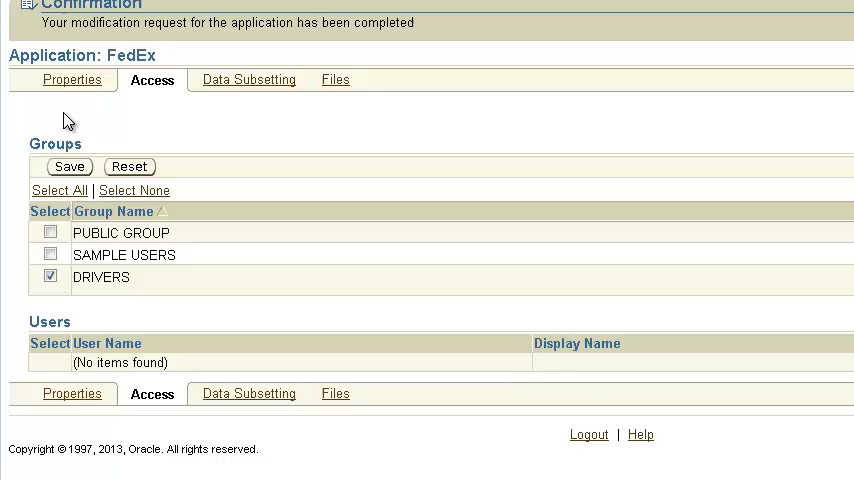 Confirmation
Your modification request for the application has been completed
Application: FedEx
Properties Access Data Subsetting Files
Groups
Save Reset
Select All | Select None
Select Group Name
PUBLIC GROUP
SAMPLE USERS
DRIVERS
Users
Select User Name Display Name
(No items found)
Properties Access Data Subsetting Files
Logout | Help
Copyright © 1997, 2013, Oracle. All rights reserved.